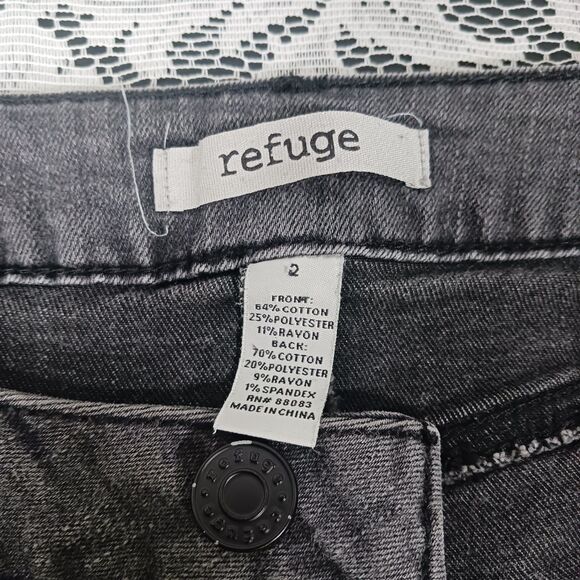 refuge
2
FRONT:
64% COTTON
25% POLYESTER
11% RAYON
BACK:
70% COTTON
20% POLYESTER
9% RAYON
1% SPANDEX
RN# 88083
MADE IN CHINA